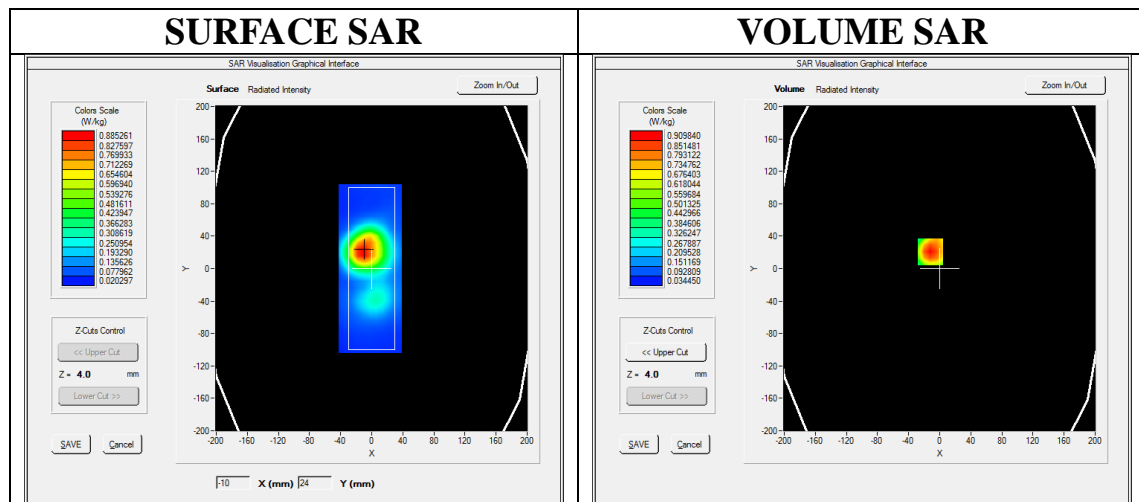 SURFACE SAR
SAR Visualisation Graphical Interface
Surface Radiated Intensity
Zoom In/Out
Colors Scale
(W/kg)
0.885261
0.827597
0.769933
0.712269
0.654604
0.596940
0.539276
0.481611
0.423947
0.366283
0.308619
0.250954
0.193290
0.135626
0.077962
0.020297
200
160
120
80
40
0
-40
-80
-120
-160
-200
Y
-200 -160 -120 -80 -40 0 40 80 120 160 200
X
Z-Cuts Control
<< Upper Cut
Z = 4.0 mm
Lower Cut >>
SAVE Cancel
-10 X (mm) 24 Y (mm)
VOLUME SAR
SAR Visualisation Graphical Interface
Volume Radiated Intensity
Zoom In/Out
Colors Scale
(W/kg)
0.909840
0.851481
0.793122
0.734762
0.676403
0.618044
0.559684
0.501325
0.442966
0.384606
0.326247
0.267887
0.209528
0.151169
0.092809
0.034450
200
160
120
80
40
0
-40
-80
-120
-160
-200
Y
-200 -160 -120 -80 -40 0 40 80 120 160 200
X
Z-Cuts Control
<< Upper Cut
Z = 4.0 mm
Lower Cut >>
SAVE Cancel